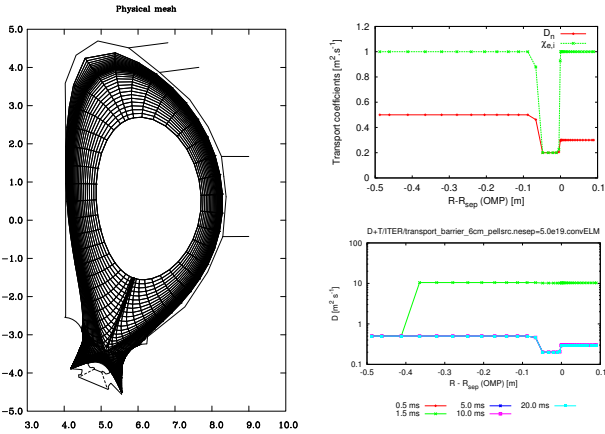 Physical mesh
5.0
4.0
3.0
2.0
1.0
0.0
-1.0
-2.0
-3.0
-4.0
-5.0
3.0 4.0 5.0 6.0 7.0 8.0 9.0 10.0
Transport coefficients [m².s⁻¹]
1.2
1
0.8
0.6
0.4
0.2
0
Dₙ
χₑ,ᵢ
-0.5 -0.4 -0.3 -0.2 -0.1 0 0.1
R-Rsep (OMP) [m]
D+T/ITER/transport_barrier_6cm_pellsrc.nesep=5.0e19.convELM
D [m² s⁻¹]
100
10
1
0.1
-0.5 -0.4 -0.3 -0.2 -0.1 0 0.1
R - Rsep (OMP) [m]
0.5 ms 5.0 ms 20.0 ms
1.5 ms 10.0 ms